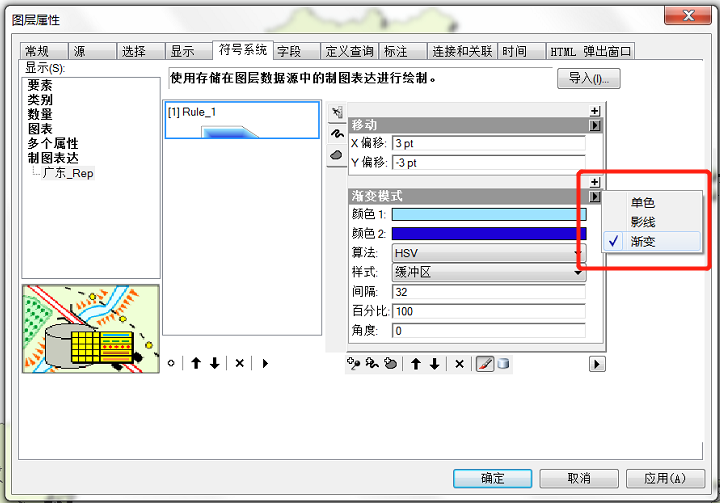 图层属性
常规 源 选择 显示 符号系统 字段 定义查询 标注 连接和关联 时间 HTML 弹出窗口
显示(S):
要素
类别
数量
图表
多个属性
制图表达
广东_Rep
使用存储在图层数据源中的制图表达进行绘制。
导入(I)...
[1] Rule_1
移动
X 偏移: 3 pt
Y 偏移: -3 pt
渐变模式
颜色 1:
颜色 2:
算法: HSV
样式: 缓冲区
间隔: 32
百分比: 100
角度: 0
单色
影线
渐变
确定 取消 应用(A)